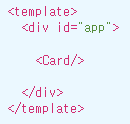 <template>
<div id="app">
<Card/>
</div>
</template>